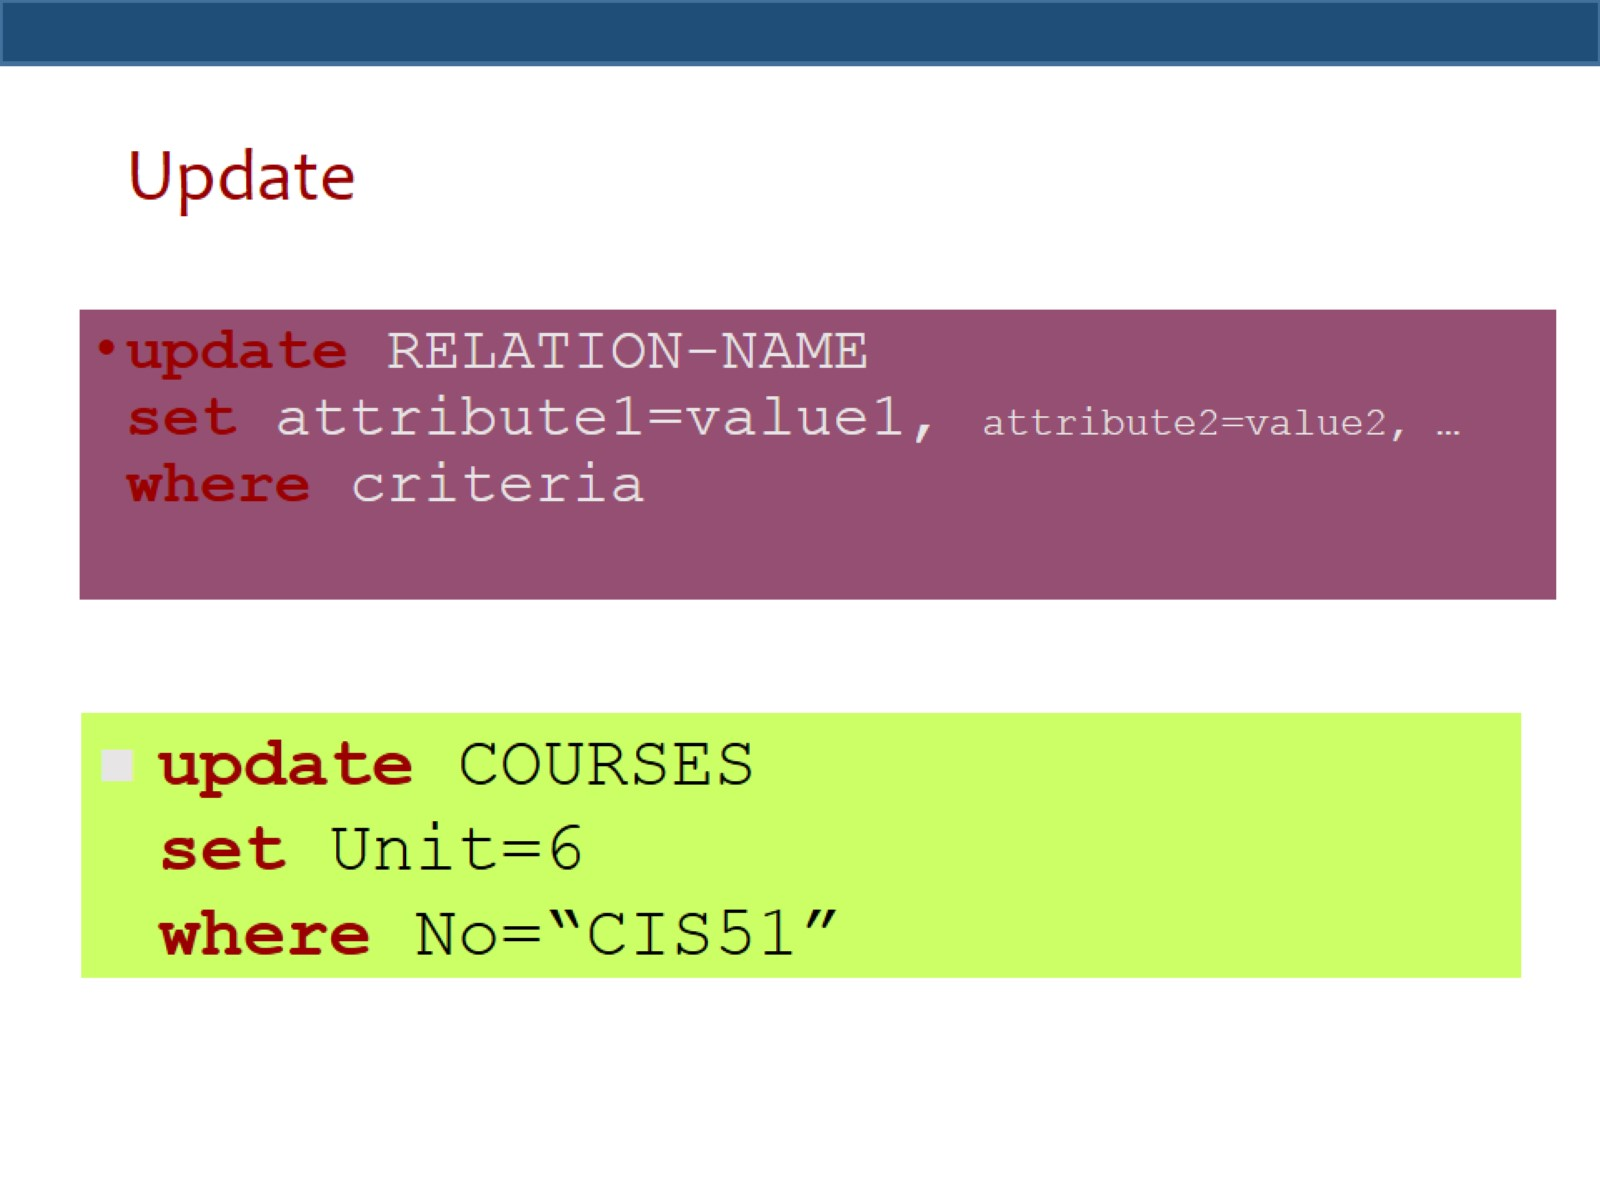 Update
•update RELATION-NAME
set attribute1=value1, attribute2=value2, …
where criteria
update COURSES
set Unit=6
where No=“CIS51”